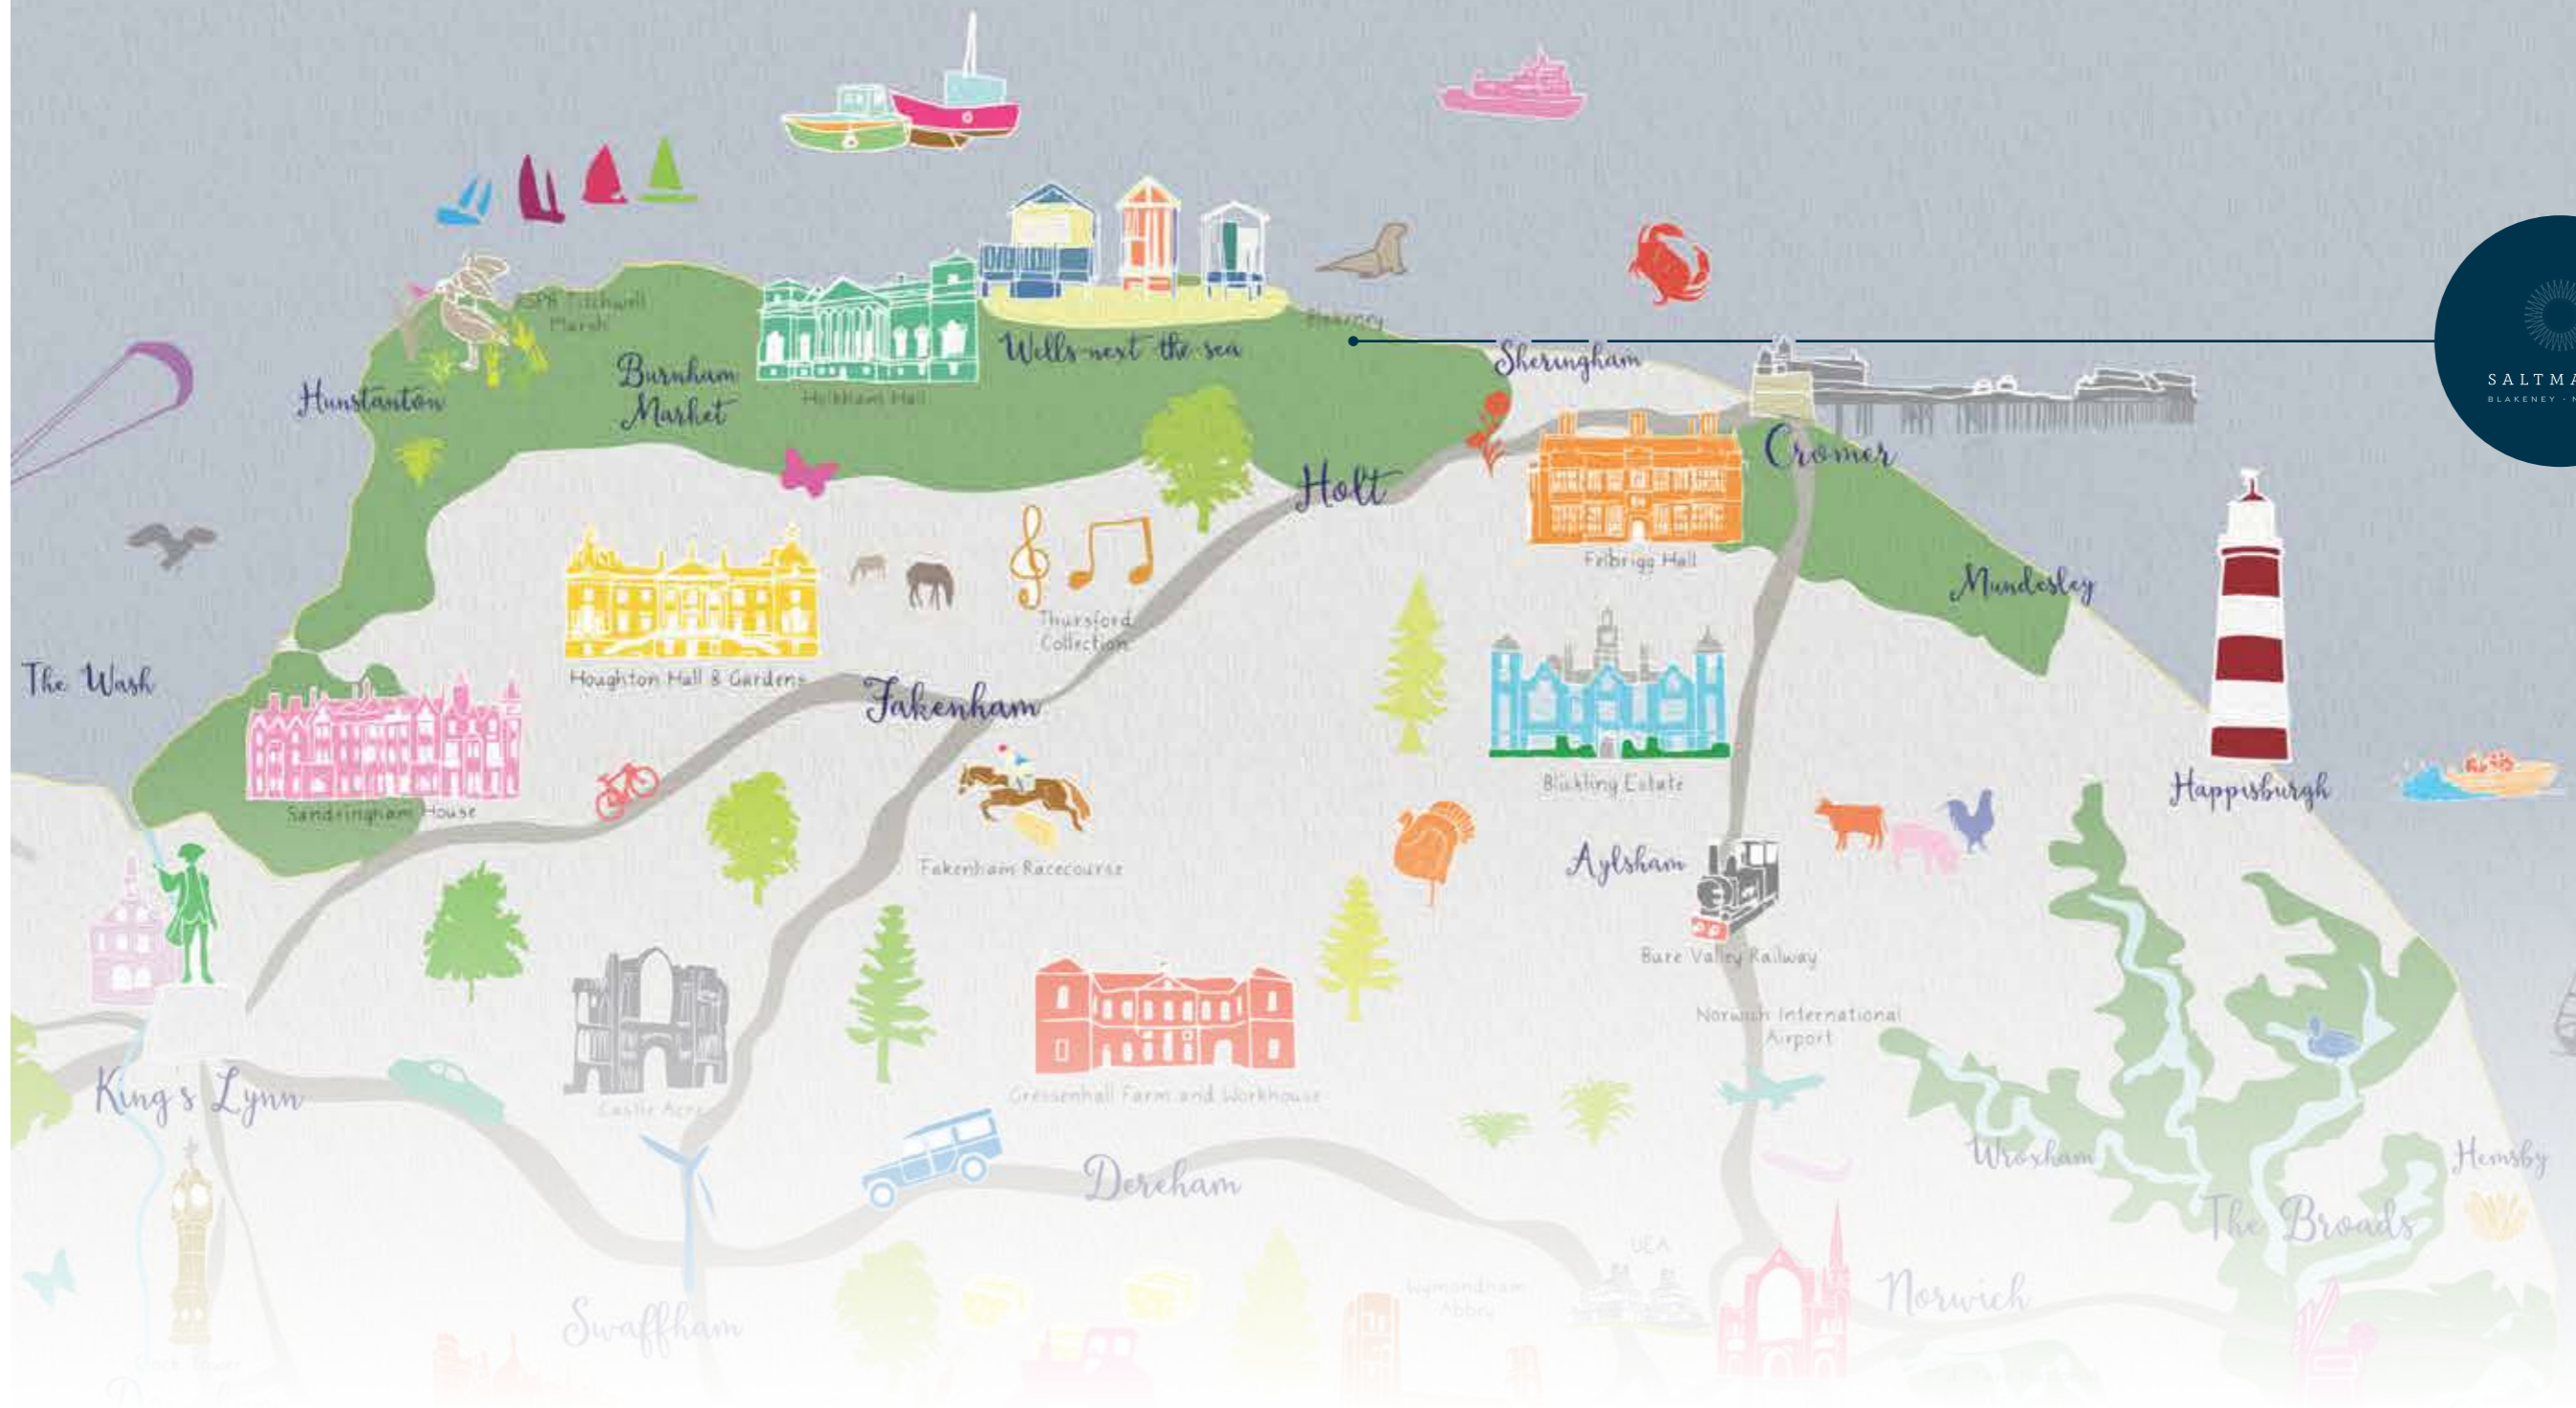 RSPB Titchwell
Marsh
Blakeney
Wells-next-the-sea
Sheringham
Burnham
Market
Hunstanton
Holkham Hall
Cromer
Holt
SALTMA
BLAKENEY · N
Felbrigg Hall
Mundesley
Thursford
Collection
The Wash
Houghton Hall & Gardens
Fakenham
Sandringham House
Blickling Estate
Happisburgh
Fakenham Racecourse
Aylsham
Bure Valley Railway
Norwich International
Airport
King's Lynn
Castle Acre
Gressenhall Farm and Workhouse
Dereham
Wroxham
Hemsby
The Broads
UEA
Wymondham
Abbey
Norwich
Swaffham
Clock Tower